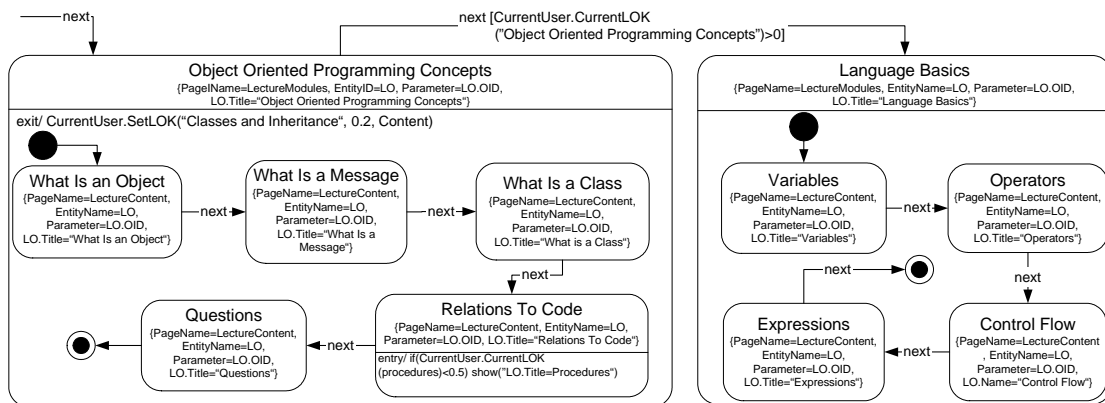 next
next [CurrentUser.CurrentLOK
("Object Oriented Programming Concepts")>0]
Object Oriented Programming Concepts
{PagelName=LectureModules, EntityID=LO, Parameter=LO.OID,
LO.Title="Object Oriented Programming Concepts"}
exit/ CurrentUser.SetLOK("Classes and Inheritance", 0.2, Content)
What Is an Object
{PageName=LectureContent,
EntityName=LO,
Parameter=LO.OID,
LO.Title="What Is an Object"}
next
What Is a Message
{PageName=LectureContent,
EntityName=LO,
Parameter=LO.OID,
LO.Title="What Is a
Message"}
next
What Is a Class
{PageName=LectureContent,
EntityName=LO,
Parameter=LO.OID,
LO.Title="What is a Class"}
next
Relations To Code
{PageName=LectureContent, EntityName=LO,
Parameter=LO.OID, LO.Title="Relations To Code"}
entry/ if(CurrentUser.CurrentLOK
(procedures)<0.5) show("LO.Title=Procedures")
next
Questions
{PageName=LectureContent,
EntityName=LO,
Parameter=LO.OID,
LO.Title="Questions"}
Language Basics
{PageName=LectureModules, EntityName=LO, Parameter=LO.OID,
LO.Title="Language Basics"}
Variables
{PageName=LectureContent,
EntityName=LO,
Parameter=LO.OID,
LO.Title="Variables"}
next
Operators
{PageName=LectureContent,
EntityName=LO,
Parameter=LO.OID,
LO.Title="Operators"}
next
Control Flow
{PageName=LectureContent
, EntityName=LO,
Parameter=LO.OID,
LO.Name="Control Flow"}
next
Expressions
{PageName=LectureContent,
EntityName=LO,
Parameter=LO.OID,
LO.Title="Expressions"}
next